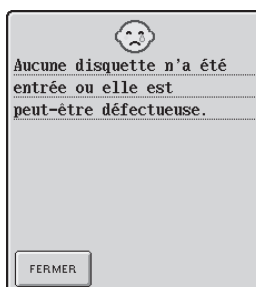 Aucune disquette n'a été
entrée ou elle est
peut-être défectueuse.
FERMER